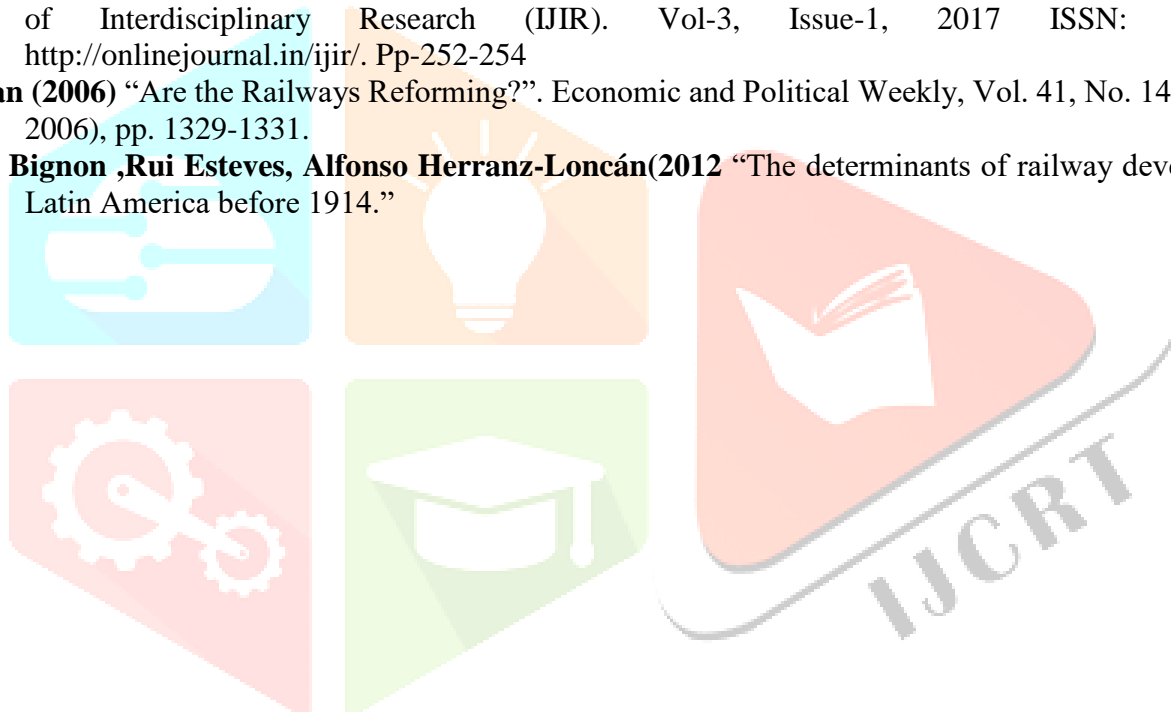 of Interdisciplinary Research (IJIR). Vol-3, Issue-1, 2017 ISSN:
http://onlinejournal.in/ijir/. Pp-252-254
(2006) “Are the Railways Reforming?”. Economic and Political Weekly, Vol. 41, No. 14
2006), pp. 1329-1331.
Bignon ,Rui Esteves, Alfonso Herranz-Loncán(2012 “The determinants of railway
Latin America before 1914.”
IJCRT